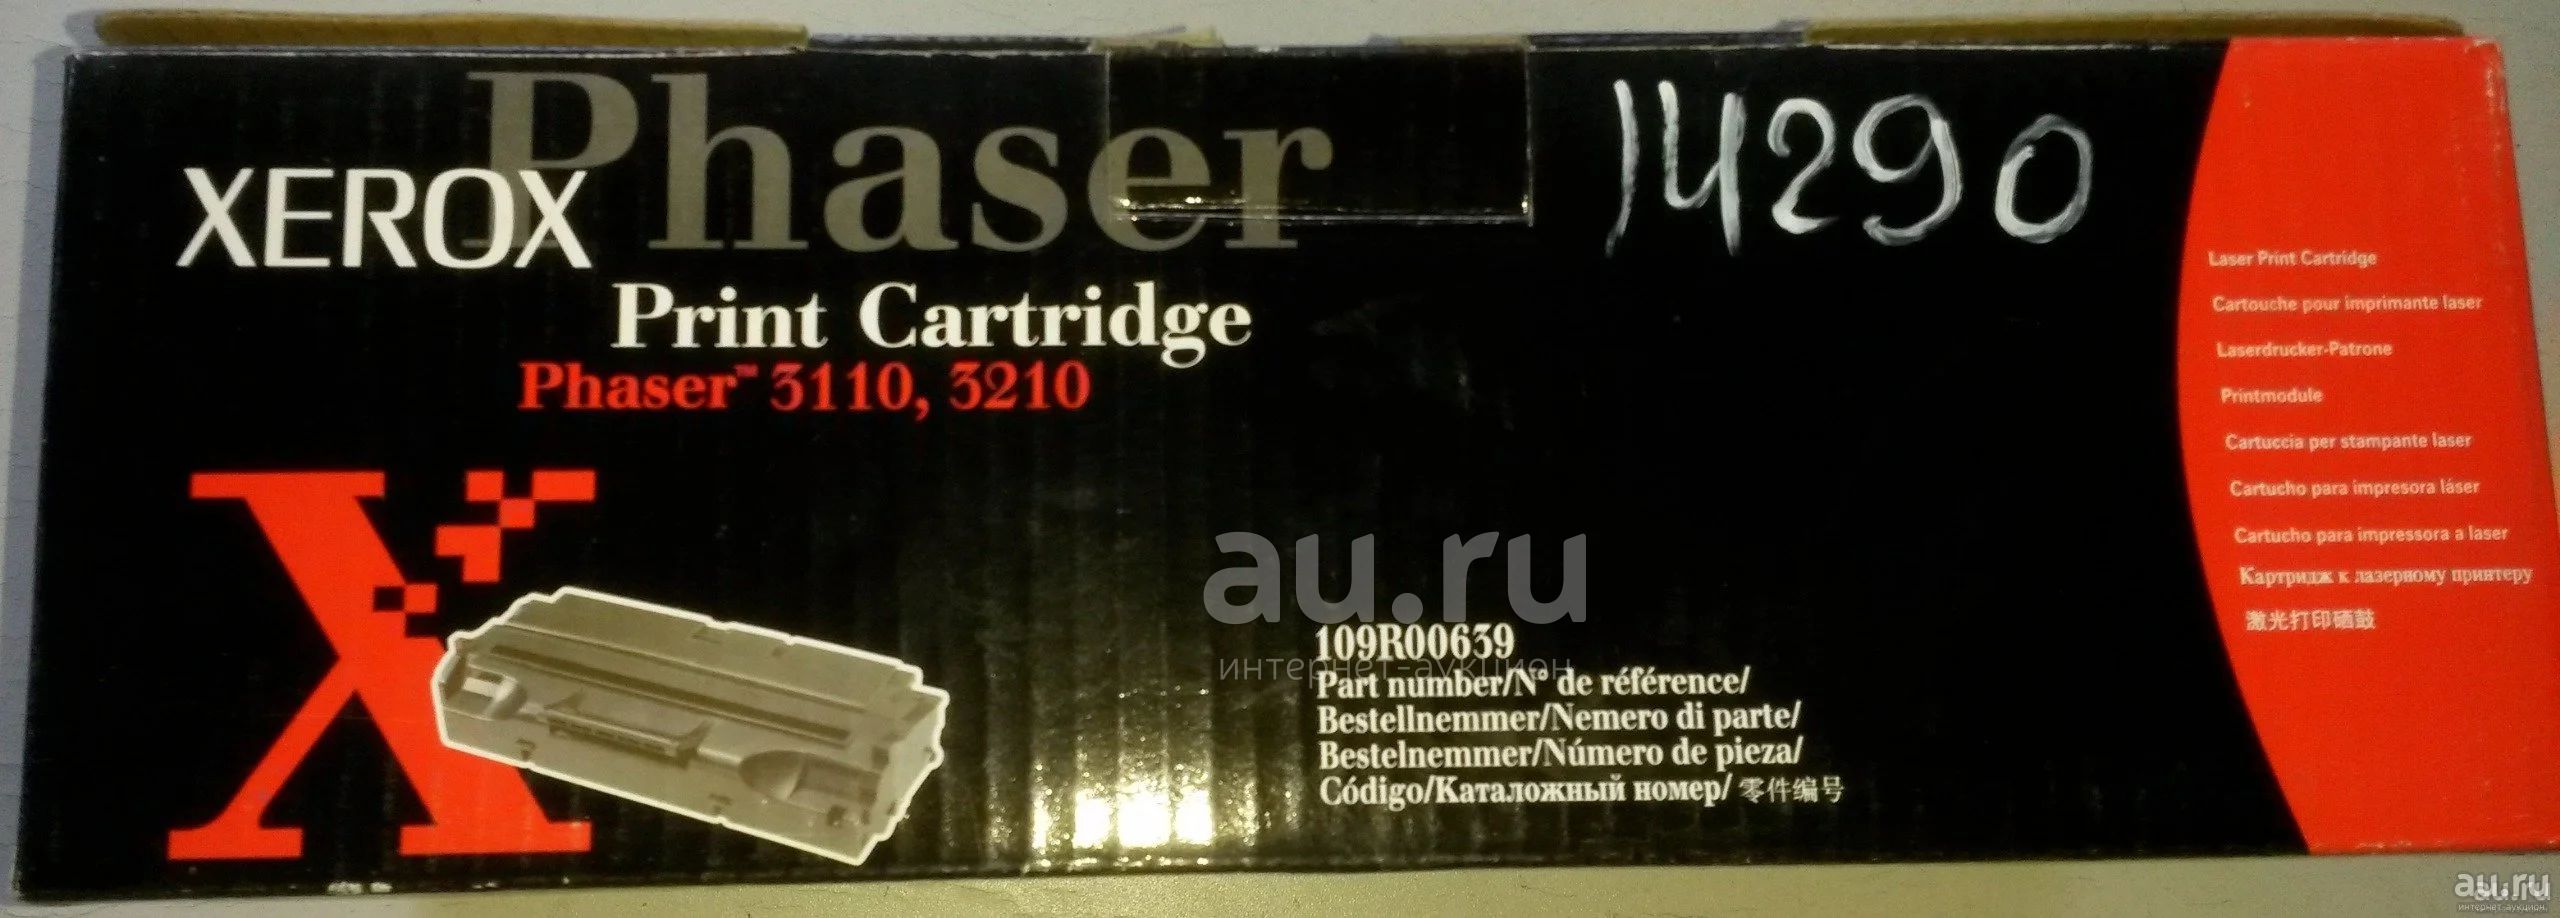 Phaser
XEROX
14290
Print Cartridge
Phaser™ 3110, 3210
Laser Print Cartridge
Cartouche pour imprimante laser
Laserdrucker-Patrone
Printmodule
Cartuccia per stampante laser
Cartucho para impresora láser
Cartucho para impressora a laser
Картридж к лазерному принтеру
激光打印硒鼓
X
au.ru
интернет-аукцион
109R00639
Part number/N° de référence/
Bestellnemmer/Nemero di parte/
Bestelnemmer/Número de pieza/
Código/Каталожный номер/ 零件编号
au.ru
интернет-аукцион